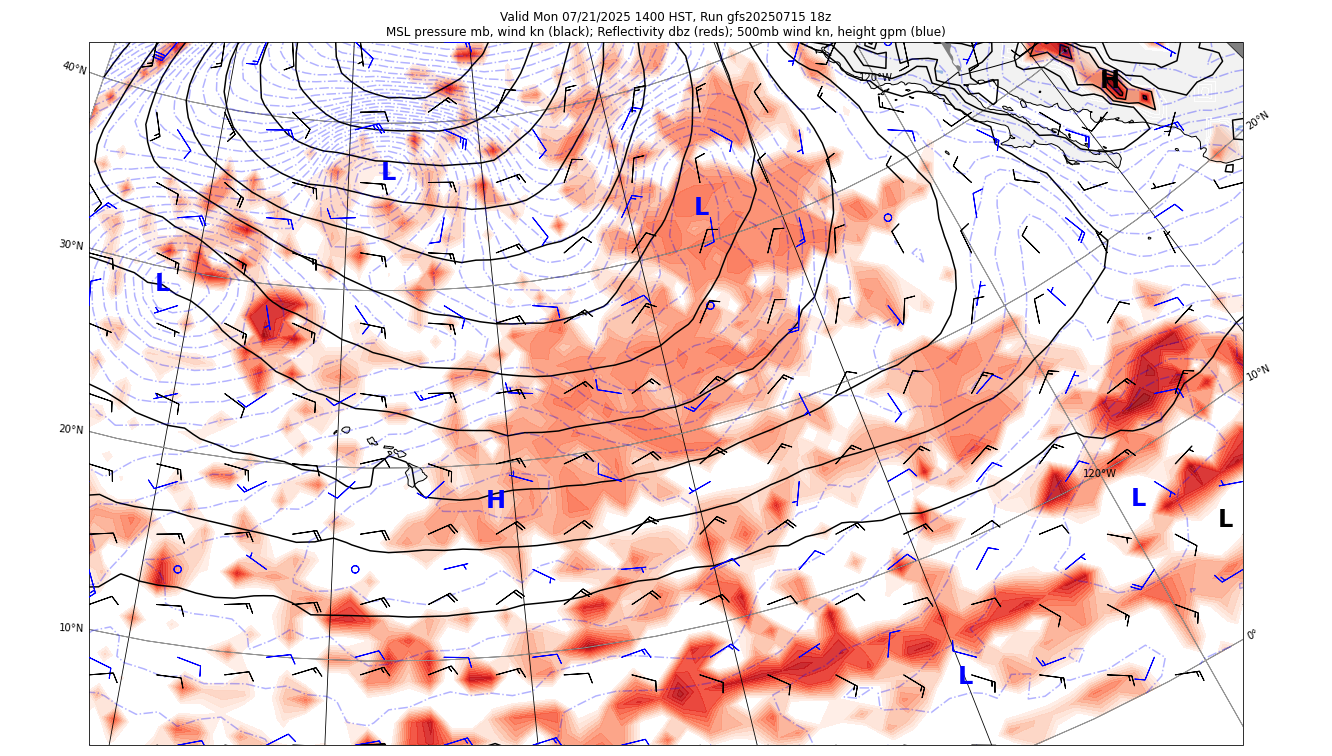 Valid Mon 07/21/2025 1400 HST, Run gfs20250715 18z
MSL pressure mb, wind kn (black); Reflectivity dbz (reds); 500mb wind kn, height gpm (blue)
40°N
120°W
H
20°N
L
L
30°N
L
10°N
20°N
120°W
H
L
L
10°N
0°
L